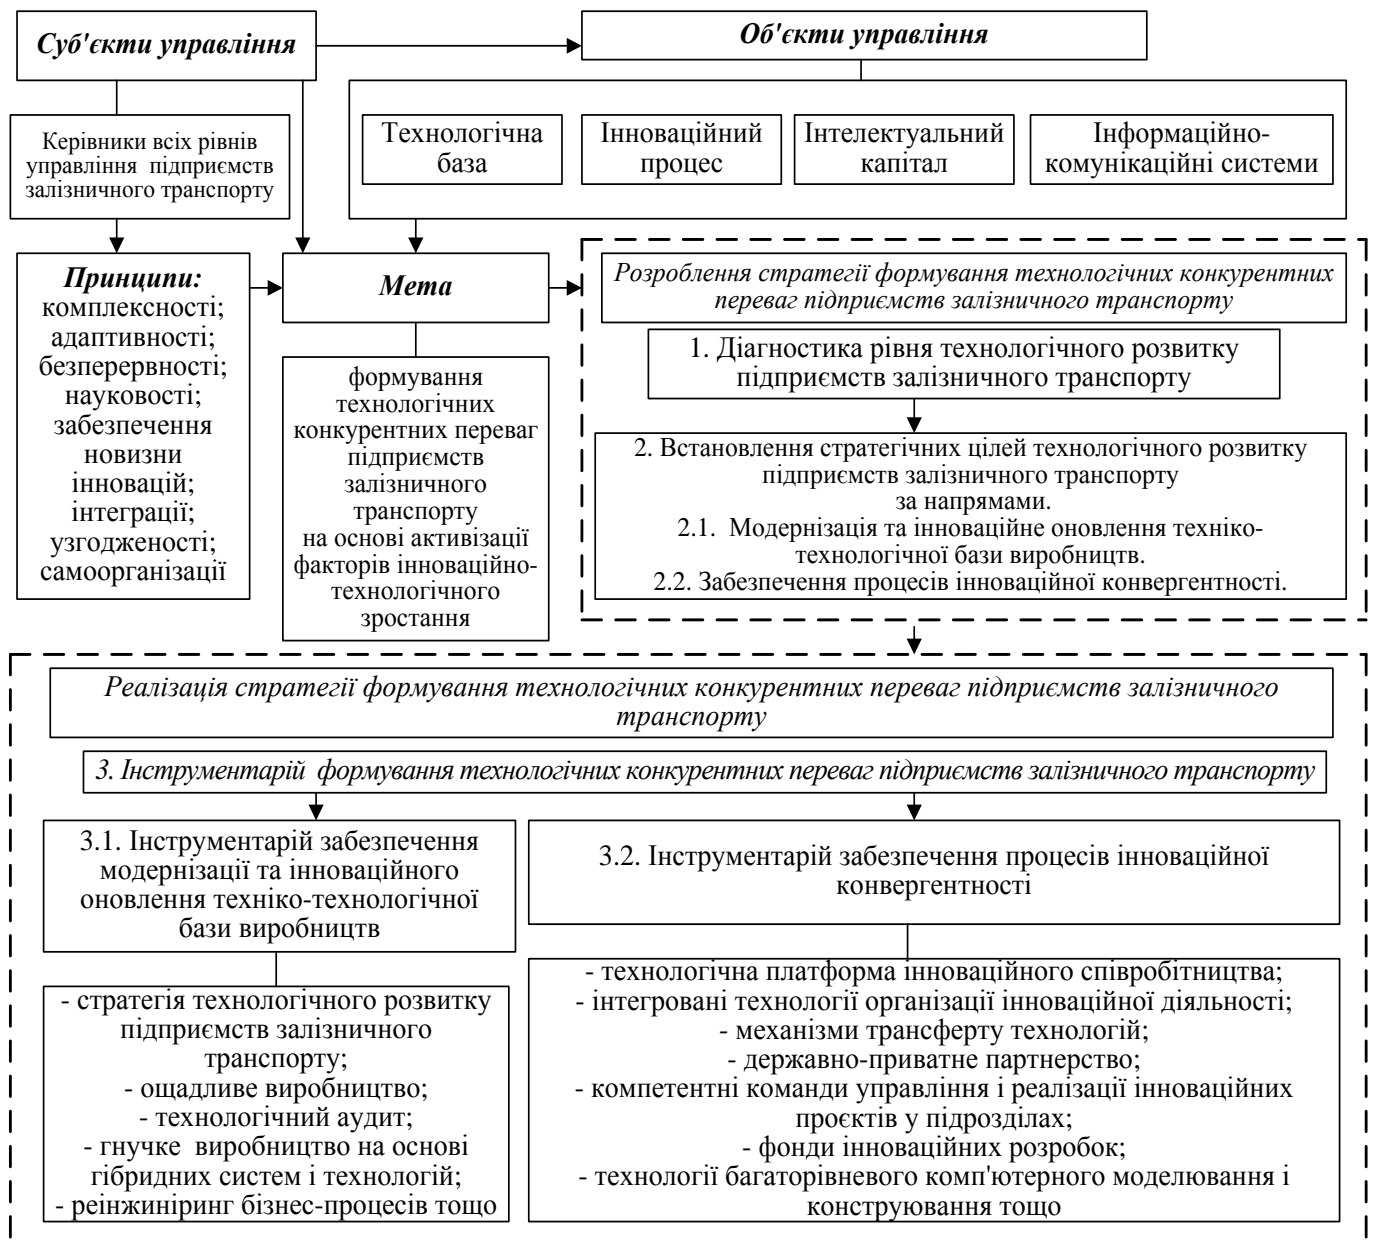 Суб'єкти управління
Об'єкти управління
Керівники всіх рівнів
управління підприємств
залізничного транспорту
Технологічна
база
Інноваційний
процес
Інтелектуальний
капітал
Інформаційно-
комунікаційні системи
Принципи:
комплексності;
адаптивності;
безперервності;
науковості;
забезпечення
новизни
інновацій;
інтеграції;
узгодженості;
самоорганізації
Мета
формування
технологічних
конкурентних переваг
підприємств
залізничного
транспорту
на основі активізації
факторів інноваційно-
технологічного
зростання
Розроблення стратегії формування технологічних конкурентних
переваг підприємств залізничного транспорту
1. Діагностика рівня технологічного розвитку
підприємств залізничного транспорту
2. Встановлення стратегічних цілей технологічного розвитку
підприємств залізничного транспорту
за напрямами.
2.1. Модернізація та інноваційне оновлення техніко-
технологічної бази виробництв.
2.2. Забезпечення процесів інноваційної конвергентності.
Реалізація стратегії формування технологічних конкурентних переваг підприємств залізничного
транспорту
3. Інструментарій формування технологічних конкурентних переваг підприємств залізничного транспорту
3.1. Інструментарій забезпечення
модернізації та інноваційного
оновлення техніко-технологічної
бази виробництв
3.2. Інструментарій забезпечення процесів інноваційної
конвергентності
- стратегія технологічного розвитку
підприємств залізничного
транспорту;
- ощадливе виробництво;
- технологічний аудит;
- гнучке виробництво на основі
гібридних систем і технологій;
- реінжиніринг бізнес-процесів тощо
- технологічна платформа інноваційного співробітництва;
- інтегровані технології організації інноваційної діяльності;
- механізми трансферту технологій;
- державно-приватне партнерство;
- компетентні команди управління і реалізації інноваційних
проєктів у підрозділах;
- фонди інноваційних розробок;
- технології багаторівневого комп'ютерного моделювання і
конструювання тощо